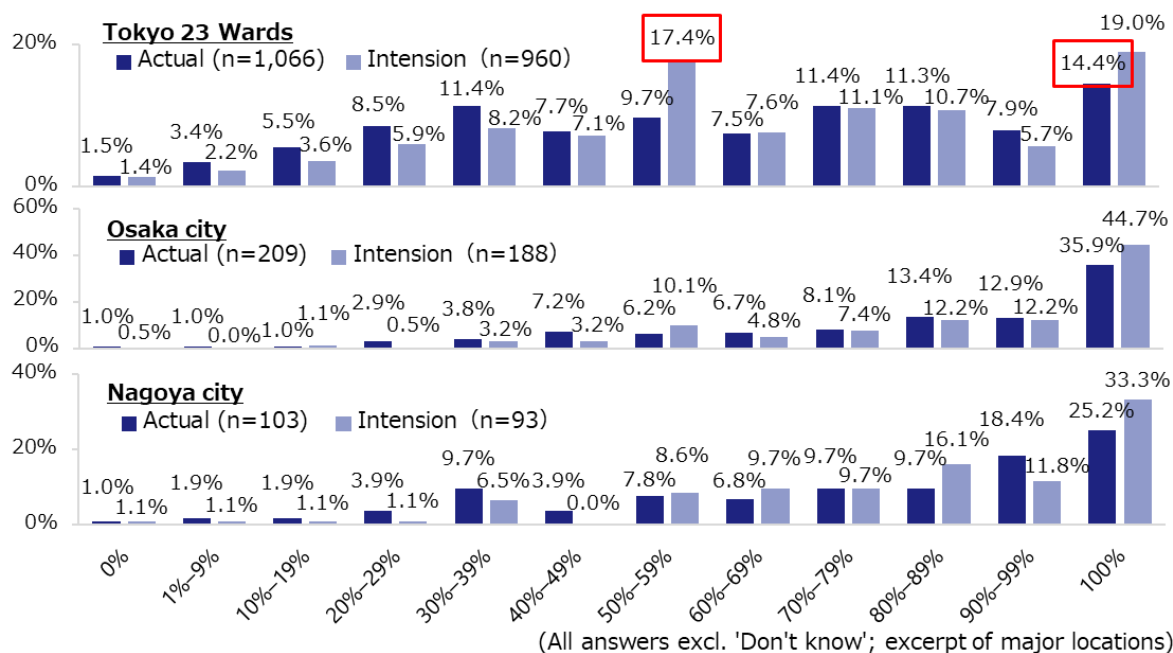 Tokyo 23 Wards
Actual (n=1,066) Intension (n=960)
20%
0%
1.5% 3.4% 5.5% 8.5% 11.4% 7.7% 9.7% 7.5% 11.4% 11.3% 7.9% 14.4%
1.4% 2.2% 3.6% 5.9% 8.2% 7.1% 17.4% 7.6% 11.1% 10.7% 5.7% 19.0%
Osaka city
Actual (n=209) Intension (n=188)
60%
40%
20%
0%
1.0% 1.0% 1.0% 2.9% 3.8% 7.2% 6.2% 6.7% 8.1% 13.4% 12.9% 35.9%
0.5% 0.0% 1.1% 0.5% 3.2% 3.2% 10.1% 4.8% 7.4% 12.2% 12.2% 44.7%
Nagoya city
Actual (n=103) Intension (n=93)
40%
20%
0%
1.0% 1.9% 1.9% 3.9% 9.7% 3.9% 7.8% 6.8% 9.7% 9.7% 18.4% 25.2%
1.1% 1.1% 1.1% 1.1% 6.5% 0.0% 8.6% 9.7% 9.7% 16.1% 11.8% 33.3%
0% 1%–9% 10%–19% 20%–29% 30%–39% 40%–49% 50%–59% 60%–69% 70%–79% 80%–89% 90%–99% 100%
(All answers excl. 'Don't know'; excerpt of major locations)